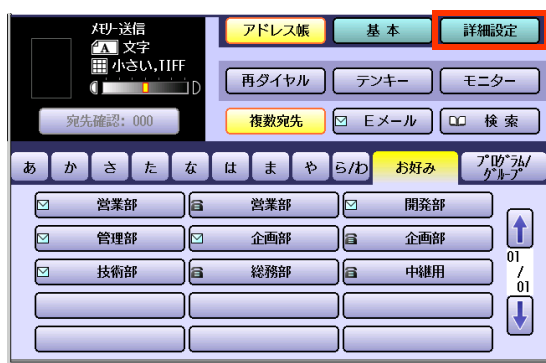 メモリー送信
A 文字
小さい,TIFF
D
宛先確認: 000
アドレス帳 基本 詳細設定
再ダイヤル テンキー モニター
複数宛先 Eメール 検索
あ か さ た な は ま や ら/わ お好み プログラム/
グループ
営業部 営業部 開発部
管理部 企画部 企画部
技術部 総務部 中継用
01
/
01